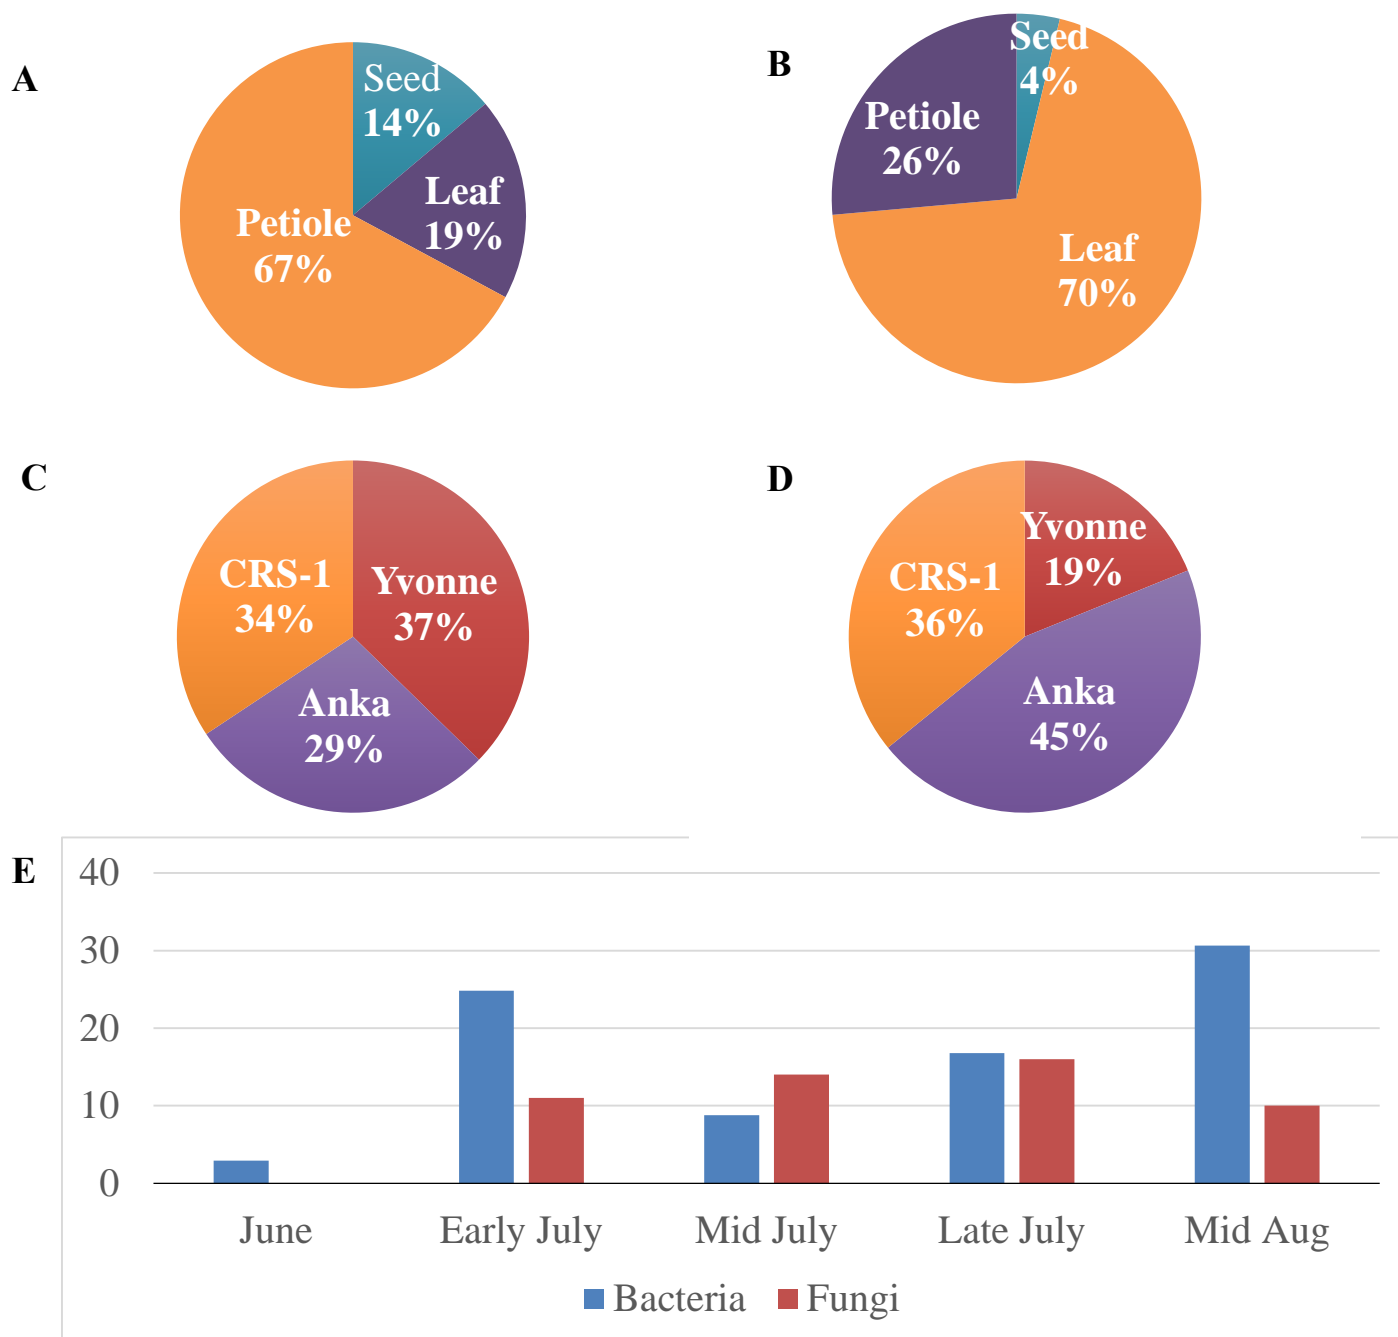 A
Seed
14%
Leaf
19%
Petiole
67%
B
Seed
4%
Petiole
26%
Leaf
70%
C
CRS-1
34%
Yvonne
37%
Anka
29%
D
Yvonne
19%
CRS-1
36%
Anka
45%
E
40
30
20
10
0
June Early July Mid July Late July Mid Aug
Bacteria Fungi